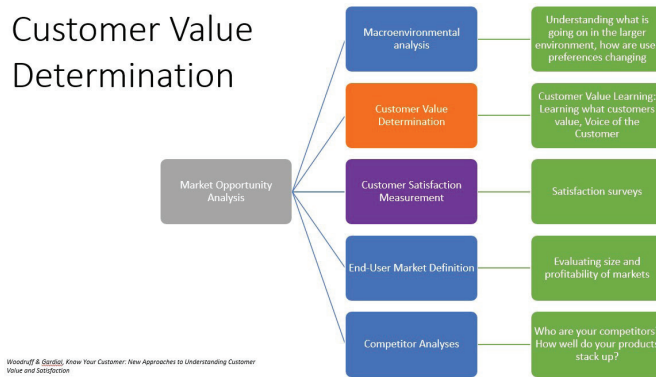 Customer Value
Determination
Macroenvironmental
analysis
Understanding what is
going on in the larger
environment, how are use
preferences changing
Customer Value
Determination
Customer Value Learning:
Learning what customers
value, Voice of the
Customer
Market Opportunity
Analysis
Customer Satisfaction
Measurement
Satisfaction surveys
End-User Market Definition
Evaluating size and
profitability of markets
Competitor Analyses
Who are your competitors
How well do your products
stack up?
Woodruff & Gardial, Know Your Customer: New Approaches to Understanding Customer
Value and Satisfaction